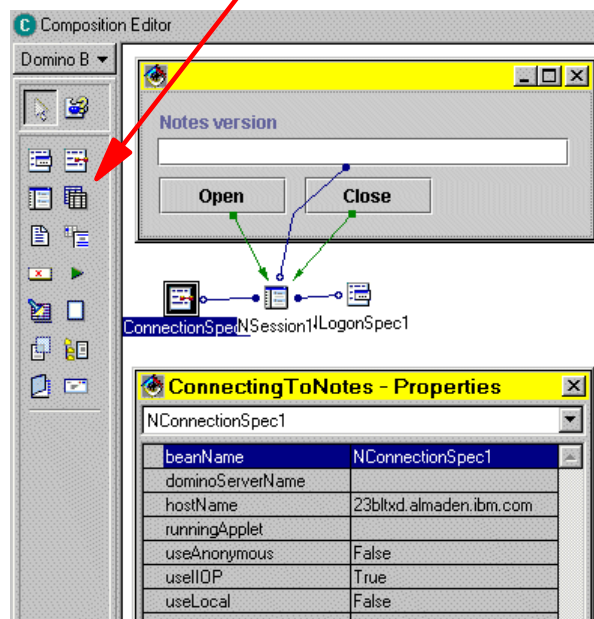 Composition Editor
Domino B
Notes version
Open Close
ConnectionSpec NSession1 LogonSpec1
ConnectingToNotes - Properties
NConnectionSpec1
beanName NConnectionSpec1
dominoServerName
hostName 23bltxd.almaden.ibm.com
runningApplet
useAnonymous False
useIIOP True
useLocal False